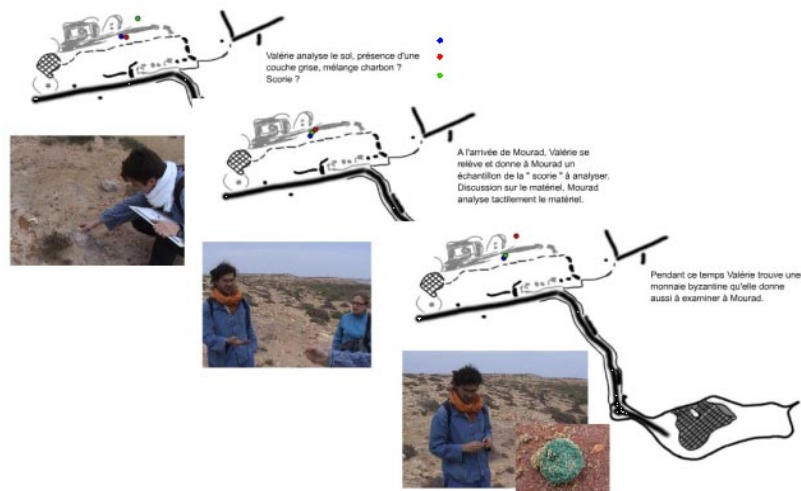 Valérie analyse le sol, présence d'une
couche grise, mélange charbon ?
Scorie ?
A l'arrivée de Mourad, Valérie se
relève et donne à Mourad un
échantillon de la " scorie " à analyser.
Discussion sur le matériel, Mourad
analyse tactilement le matériel.
Pendant ce temps Valérie trouve une
monnaie byzantine qu'elle donne
aussi à examiner à Mourad.